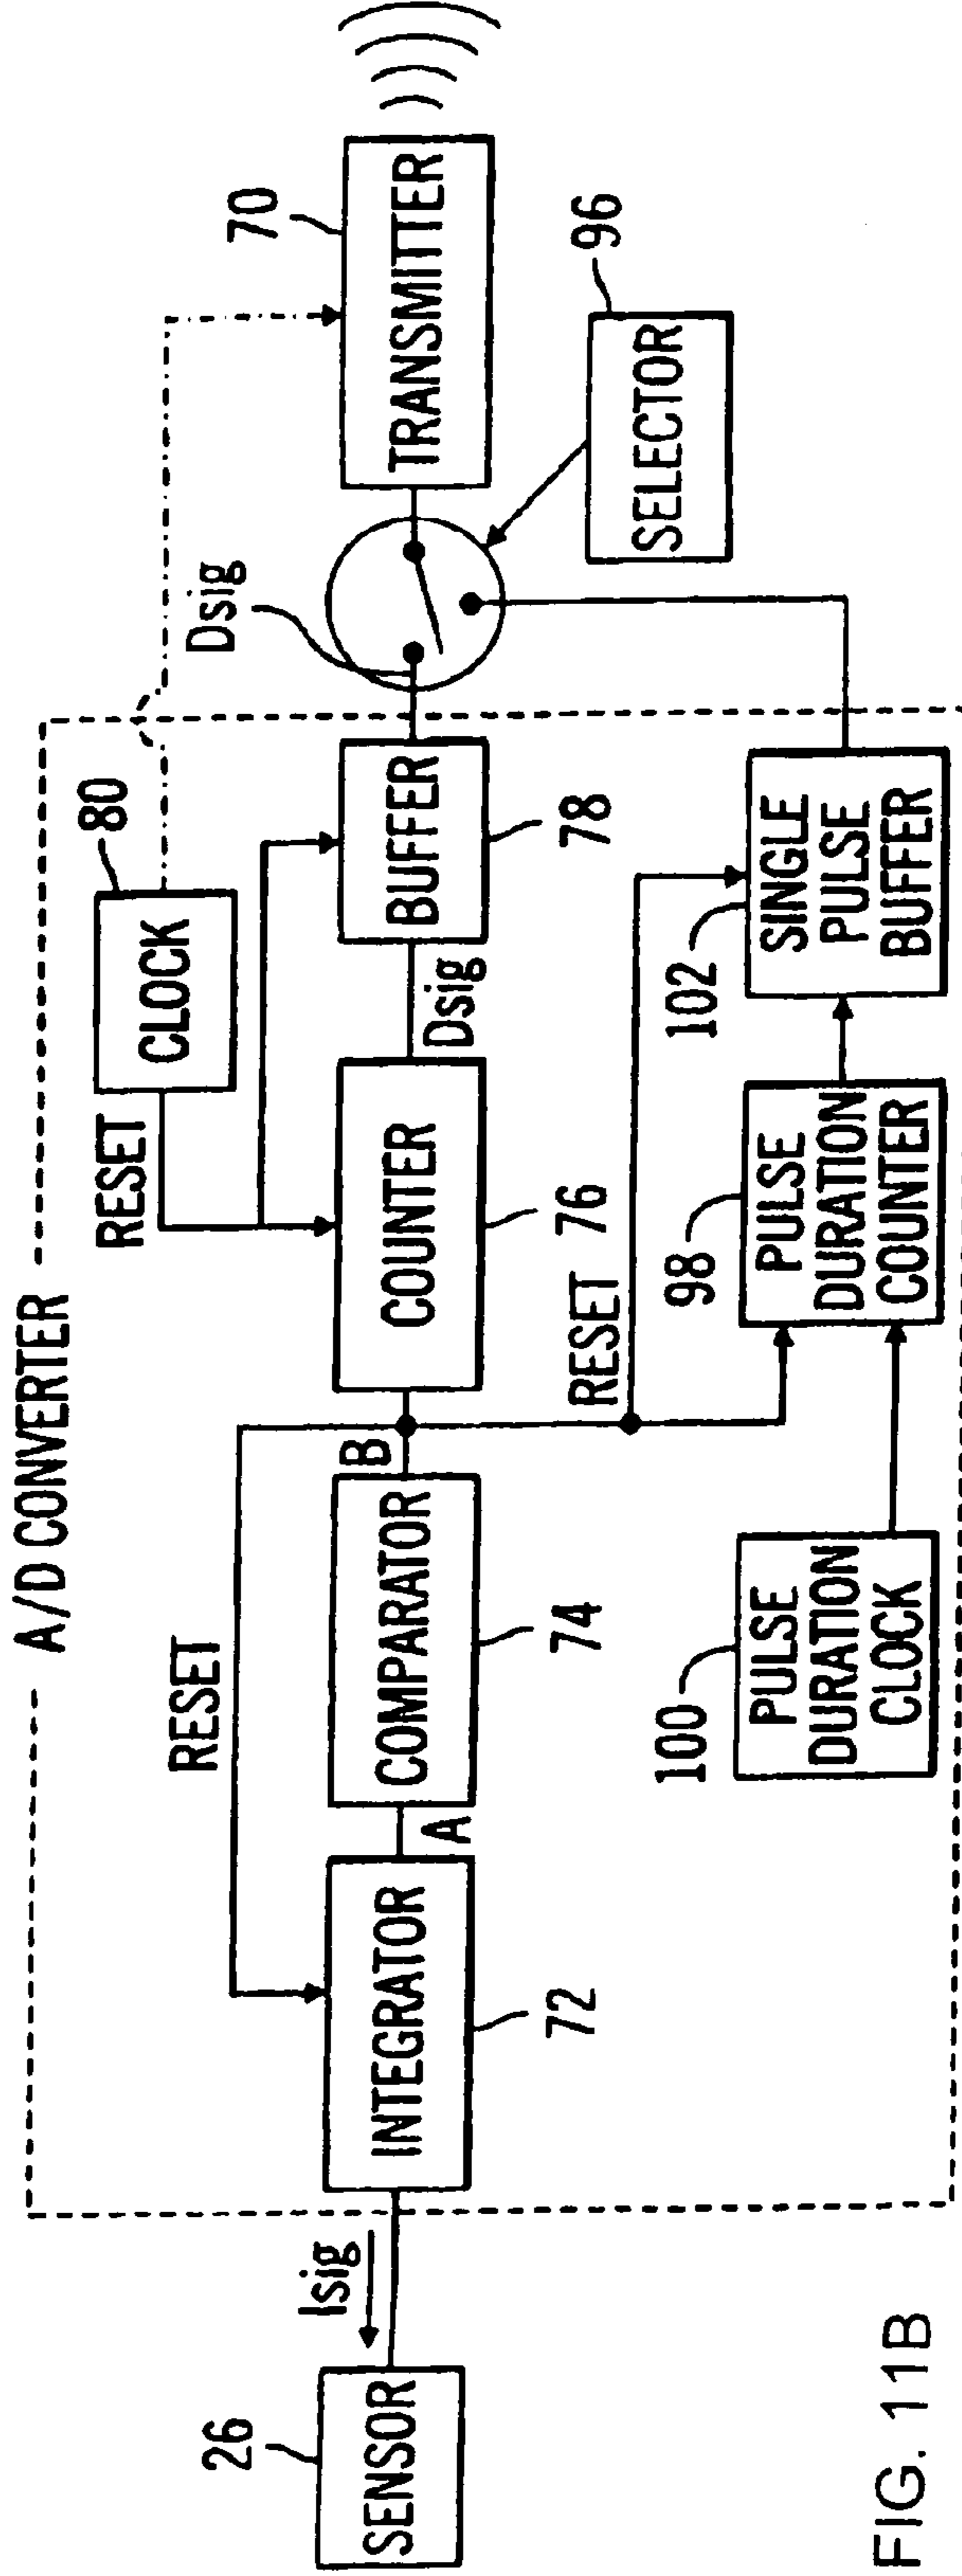 A/D CONVERTER
RESET
CLOCK
80
RESET
Dsig
70
26
SENSOR
Isig
INTEGRATOR
72
A
COMPARATOR
74
B
COUNTER
76
Dsig
BUFFER
78
TRANSMITTER
SELECTOR
96
RESET
100
PULSE
DURATION
CLOCK
98
PULSE
DURATION
COUNTER
102
SINGLE
PULSE
BUFFER
FIG. 11B